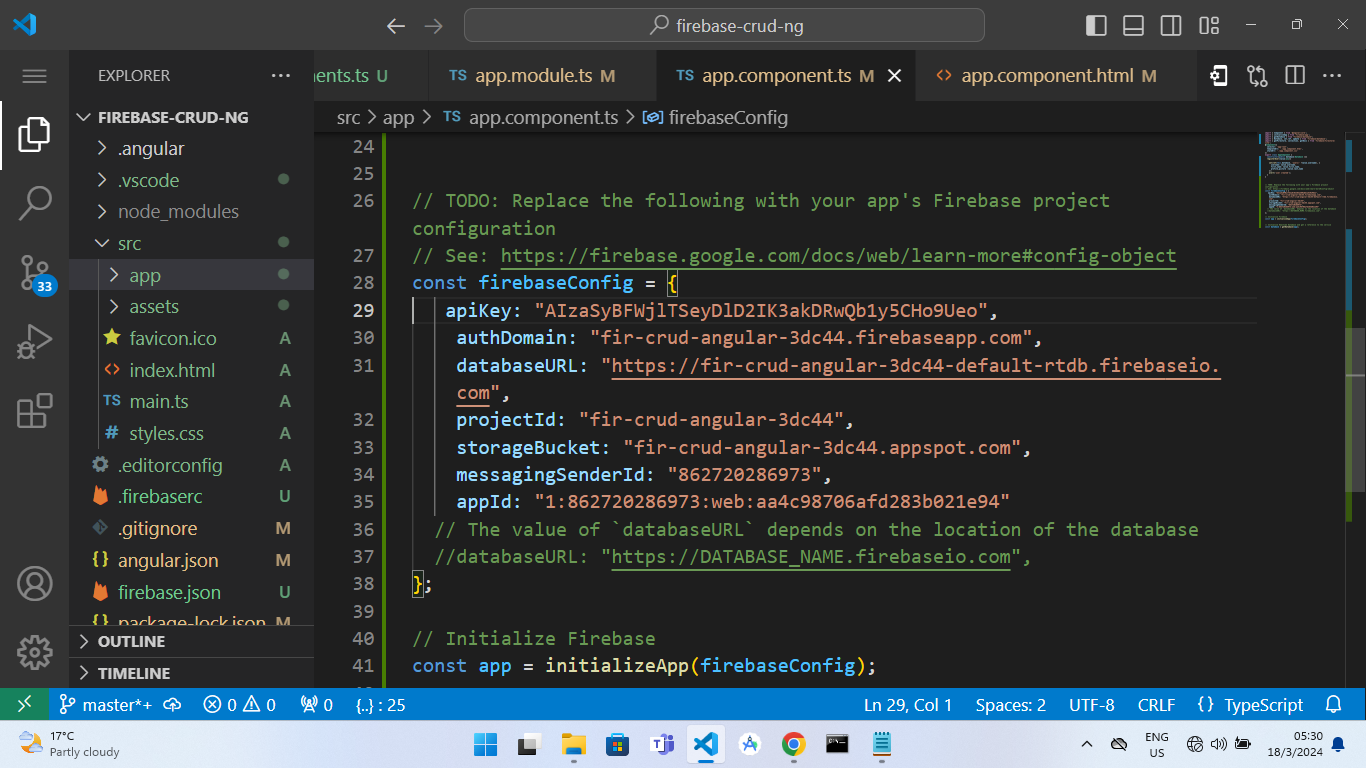 firebase-crud-ng
EXPLORER
nents.ts U
TS app.module.ts M
TS app.component.ts M
<> app.component.html M
FIREBASE-CRUD-NG
src > app > TS app.component.ts > firebaseConfig
.angular
.vscode
node_modules
src
app
assets
favicon.ico A
<> index.html A
TS main.ts A
# styles.css A
.editorconfig A
.firebaserc U
.gitignore M
{} angular.json M
firebase.json U
{} package-lock.json M
OUTLINE
TIMELINE
33
24
25
26 // TODO: Replace the following with your app's Firebase project
configuration
27 // See: https://firebase.google.com/docs/web/learn-more#config-object
28 const firebaseConfig = {
29 apiKey: "AIzaSyBFWjlTSeyDlD2IK3akDRwQb1y5CHo9Ueo",
30 authDomain: "fir-crud-angular-3dc44.firebaseapp.com",
31 databaseURL: "https://fir-crud-angular-3dc44-default-rtdb.firebaseio.
com",
32 projectId: "fir-crud-angular-3dc44",
33 storageBucket: "fir-crud-angular-3dc44.appspot.com",
34 messagingSenderId: "862720286973",
35 appId: "1:862720286973:web:aa4c98706afd283b021e94"
36 // The value of `databaseURL` depends on the location of the database
37 //databaseURL: "https://DATABASE_NAME.firebaseio.com",
38 };
39
40 // Initialize Firebase
41 const app = initializeApp(firebaseConfig);
master*+ 0 0 0 {..} : 25 Ln 29, Col 1 Spaces: 2 UTF-8 CRLF {} TypeScript
17°C
Partly cloudy
ENG
US
05:30
18/3/2024